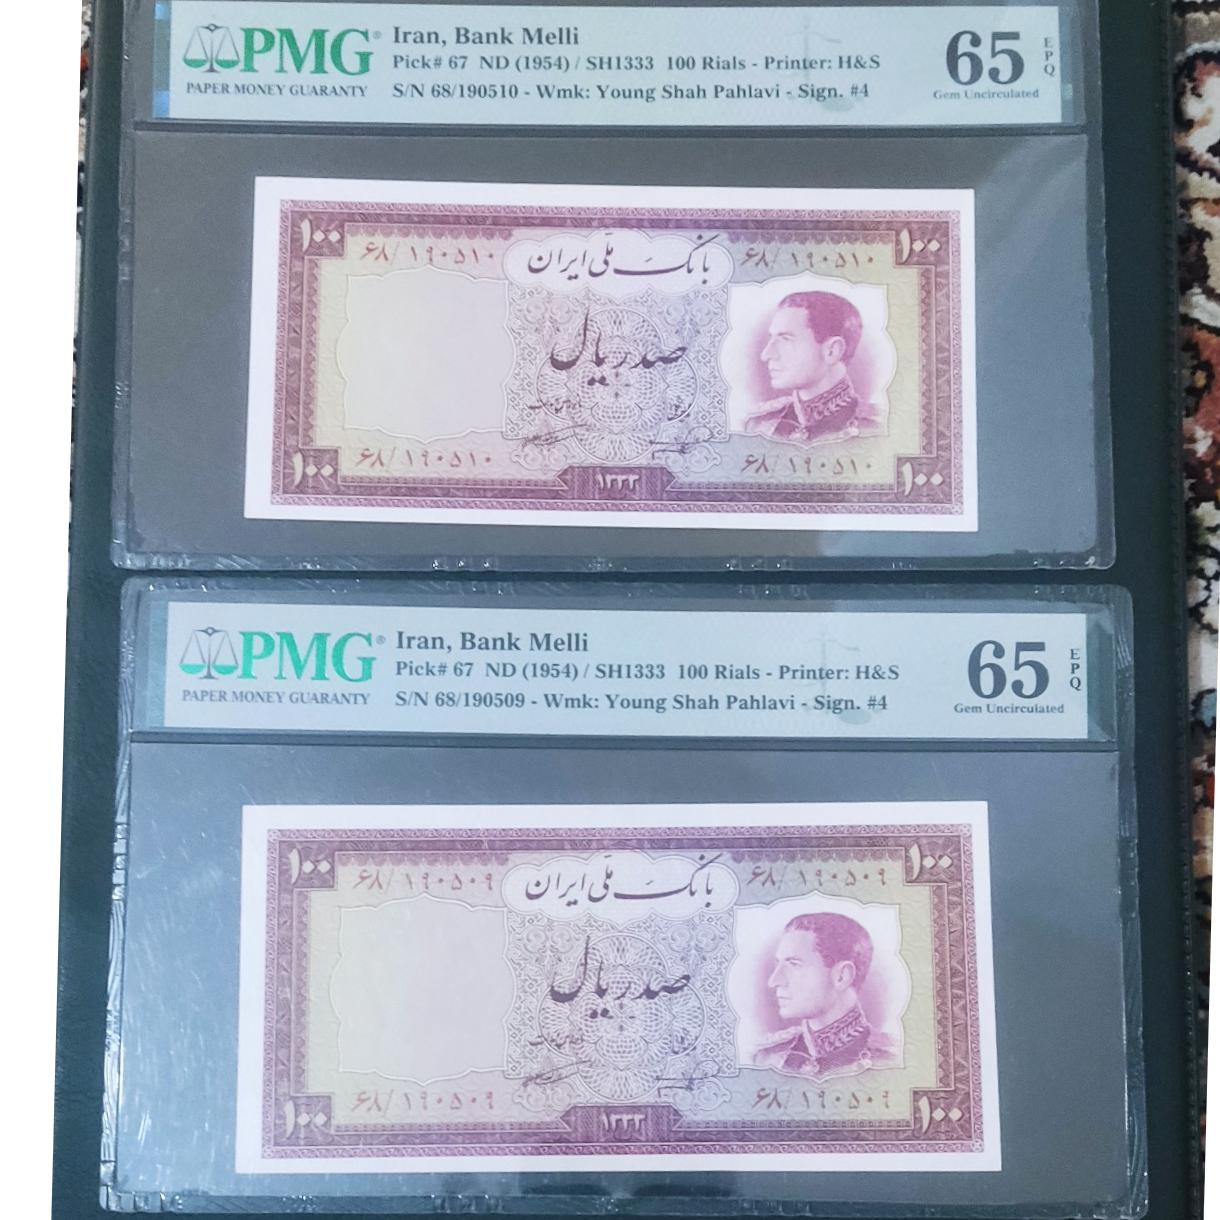 PMG®
PAPER MONEY GUARANTY
Iran, Bank Melli
Pick# 67 ND (1954) / SH1333 100 Rials - Printer: H&S
S/N 68/190510 - Wmk: Young Shah Pahlavi - Sign. #4
65
EPQ
Gem Uncirculated
۱۰۰ ۱۰۰
۶۸/۱۹۰۵۱۰ بانک ملی ایران ۶۸/۱۹۰۵۱۰
صد ریال
۶۸/۱۹۰۵۱۰ ۶۸/۱۹۰۵۱۰
۱۰۰ ۱۳۳۳ ۱۰۰
PMG®
PAPER MONEY GUARANTY
Iran, Bank Melli
Pick# 67 ND (1954) / SH1333 100 Rials - Printer: H&S
S/N 68/190509 - Wmk: Young Shah Pahlavi - Sign. #4
65
EPQ
Gem Uncirculated
۱۰۰ ۱۰۰
۶۸/۱۹۰۵۰۹ بانک ملی ایران ۶۸/۱۹۰۵۰۹
صد ریال
۶۸/۱۹۰۵۰۹ ۶۸/۱۹۰۵۰۹
۱۰۰ ۱۳۳۳ ۱۰۰